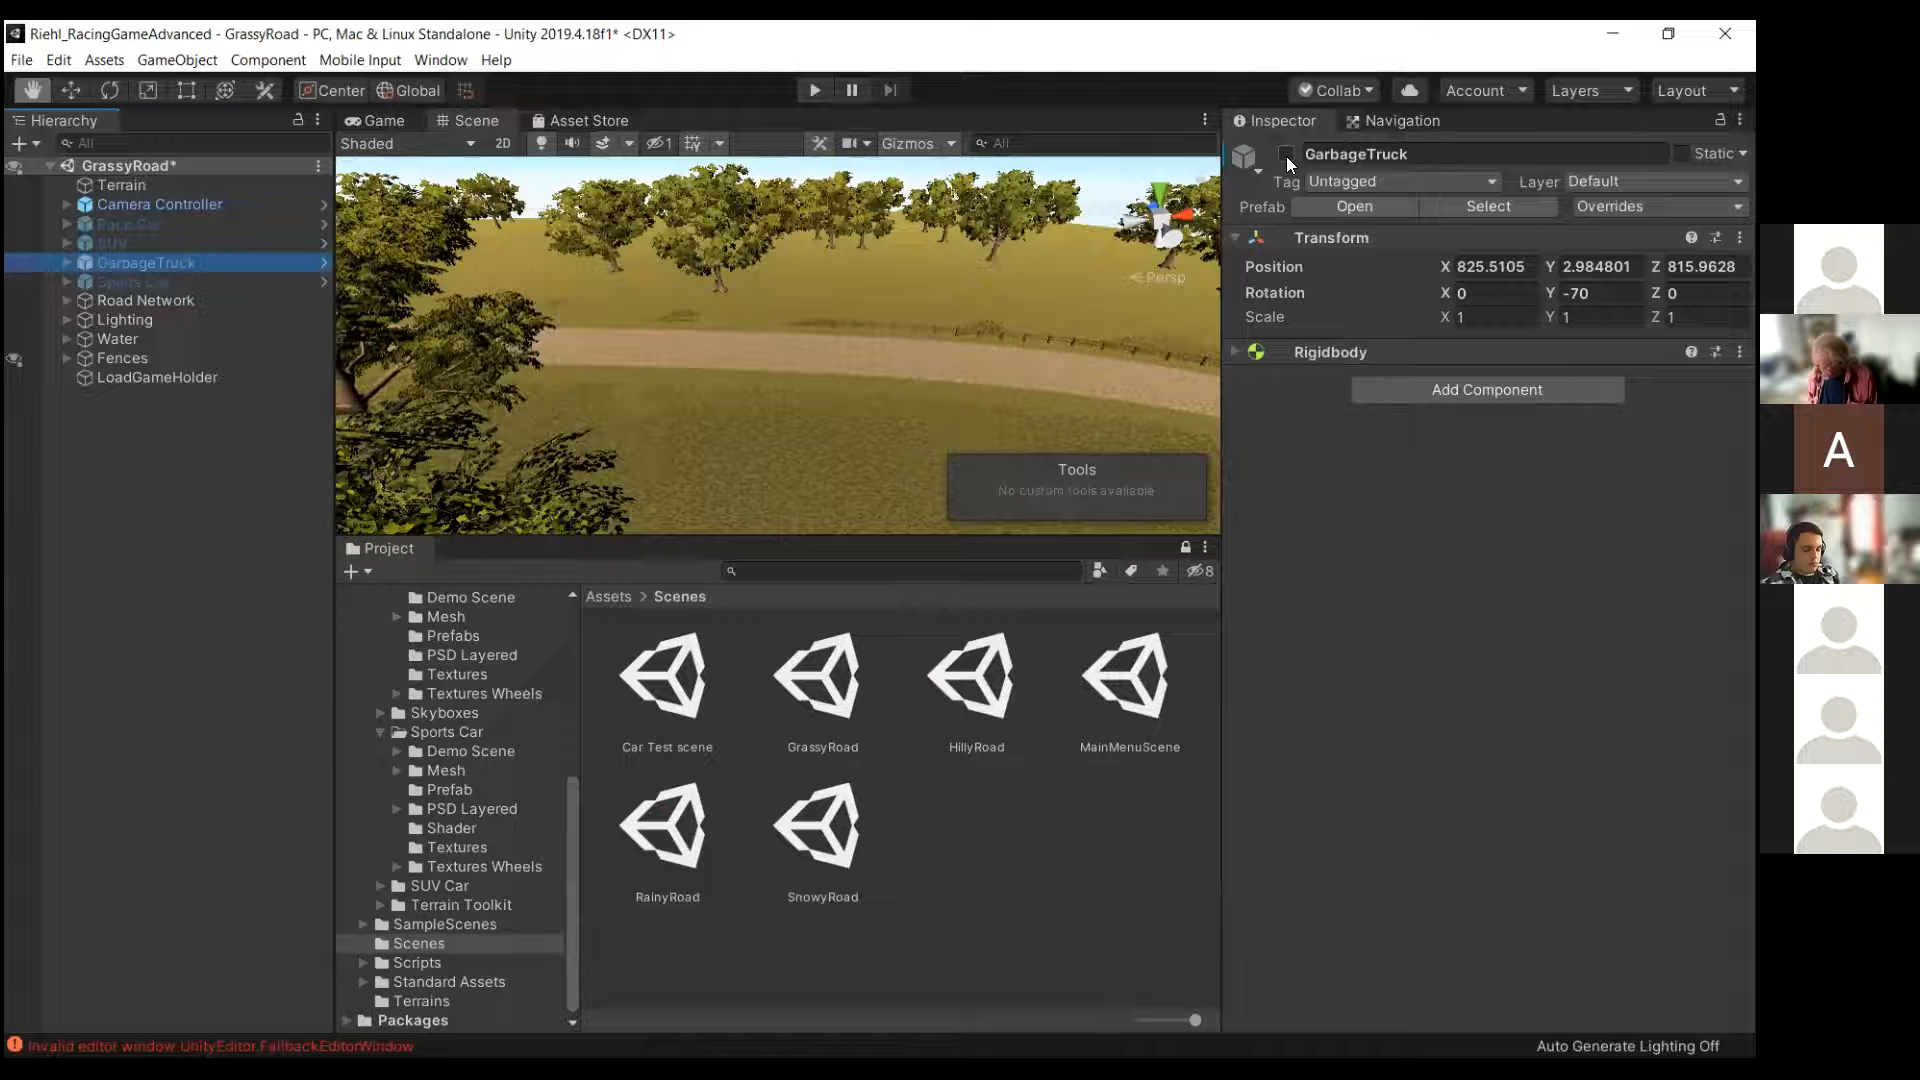 Riehl_RacingGameAdvanced - GrassyRoad - PC, Mac & Linux Standalone - Unity 2019.4.18f1* <DX11>
File Edit Assets GameObject Component Mobile Input Window Help
Center Global Collab Account Layers Layout
Hierarchy
All
GrassyRoad*
Terrain
Camera Controller
Race Car
SUV
GarbageTruck
Sports Car
Road Network
Lighting
Water
Fences
LoadGameHolder
Game Scene Asset Store
Shaded 2D 1 Gizmos All
Persp
Tools
No custom tools available
Project
8
Demo Scene
Mesh
Prefabs
PSD Layered
Textures
Textures Wheels
Skyboxes
Sports Car
Demo Scene
Mesh
Prefab
PSD Layered
Shader
Textures
Textures Wheels
SUV Car
Terrain Toolkit
SampleScenes
Scenes
Scripts
Standard Assets
Terrains
Packages
Assets > Scenes
Car Test scene GrassyRoad HillyRoad MainMenuScene
RainyRoad SnowyRoad
Inspector Navigation
GarbageTruck Static
Tag Untagged Layer Default
Prefab Open Select Overrides
Transform
Position X 825.5105 Y 2.984801 Z 815.9628
Rotation X 0 Y -70 Z 0
Scale X 1 Y 1 Z 1
Rigidbody
Add Component
A
Invalid editor window UnityEditor.FallbackEditorWindow
Auto Generate Lighting Off